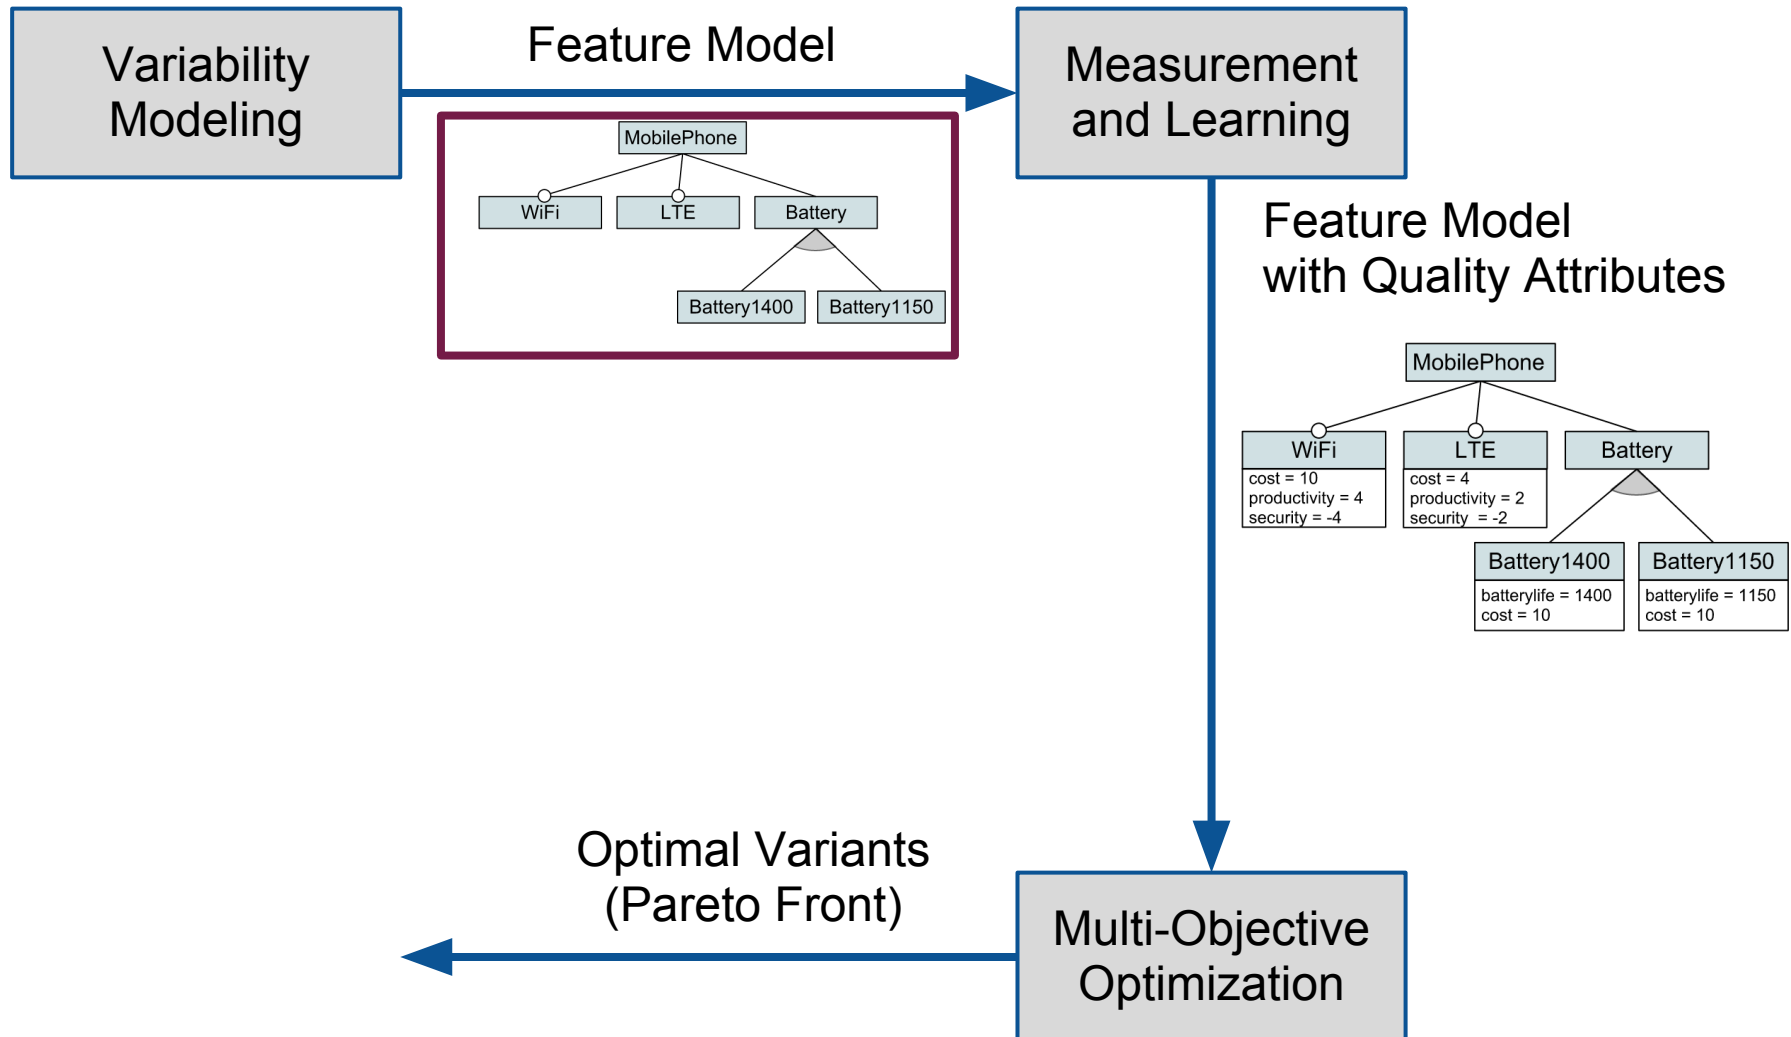 Variability
Modeling
Feature Model
Measurement
and Learning
MobilePhone
WiFi
LTE
Battery
Battery1400
Battery1150
Feature Model
with Quality Attributes
MobilePhone
WiFi
cost = 10
productivity = 4
security = -4
LTE
cost = 4
productivity = 2
security  = -2
Battery
Battery1400
batterylife = 1400
cost = 10
Battery1150
batterylife = 1150
cost = 10
Optimal Variants
(Pareto Front)
Multi-Objective
Optimization